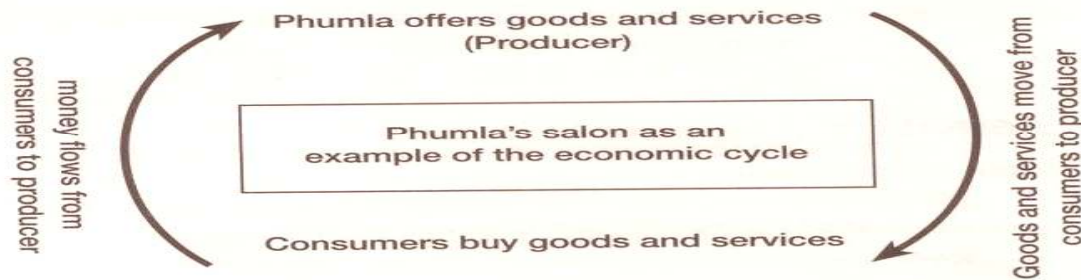 Phumla offers goods and services
(Producer)
money flows from
consumers to producer
Phumla's salon as an
example of the economic cycle
Goods and services move from
consumers to producer
Consumers buy goods and services